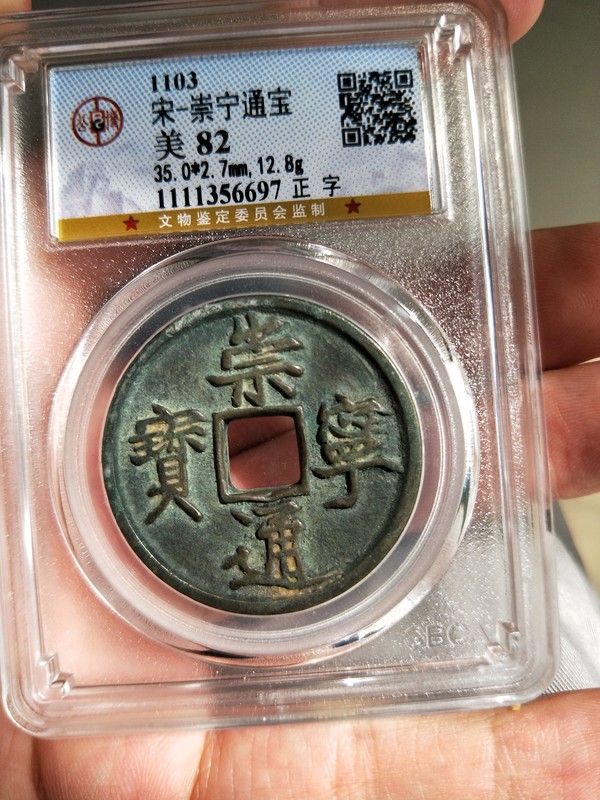 1103
宋-崇宁通宝
美 82
35.0*2.7mm,12.8g
1111356697 正 字
文物鉴定委员会监制
崇
寶 寧
通